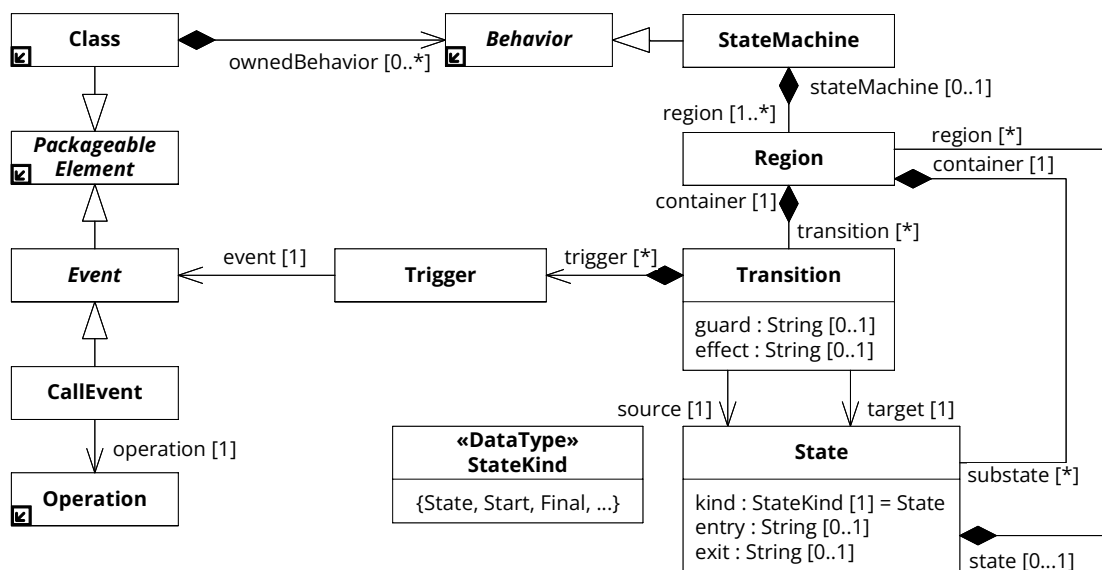 Class
ownedBehavior [0..*]
Behavior
StateMachine
stateMachine [0..1]
region [1..*]
Packageable
Element
Region
region [*]
container [1]
container [1]
transition [*]
Event
event [1]
Trigger
trigger [*]
Transition
guard : String [0..1]
effect : String [0..1]
CallEvent
operation [1]
Operation
source [1]
target [1]
«DataType»
StateKind
{State, Start, Final, ...}
State
substate [*]
kind : StateKind [1] = State
entry : String [0..1]
exit : String [0..1]
state [0...1]